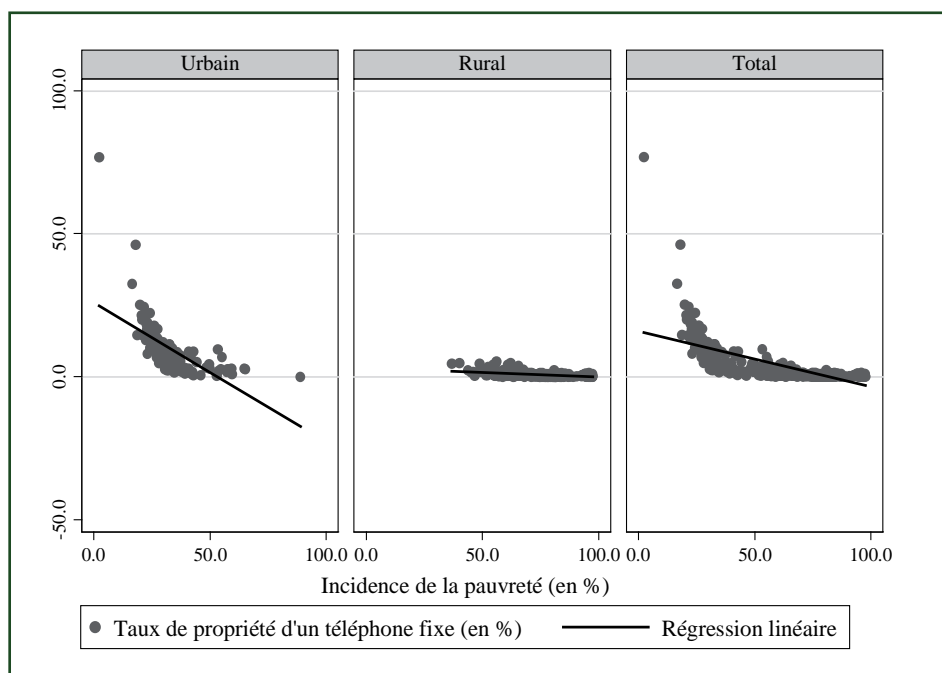 Urbain
Rural
Total
100.0
50.0
0.0
-50.0
0.0 50.0 100.0
0.0 50.0 100.0
0.0 50.0 100.0
Incidence de la pauvreté (en %)
Taux de propriété d'un téléphone fixe (en %)
Régression linéaire